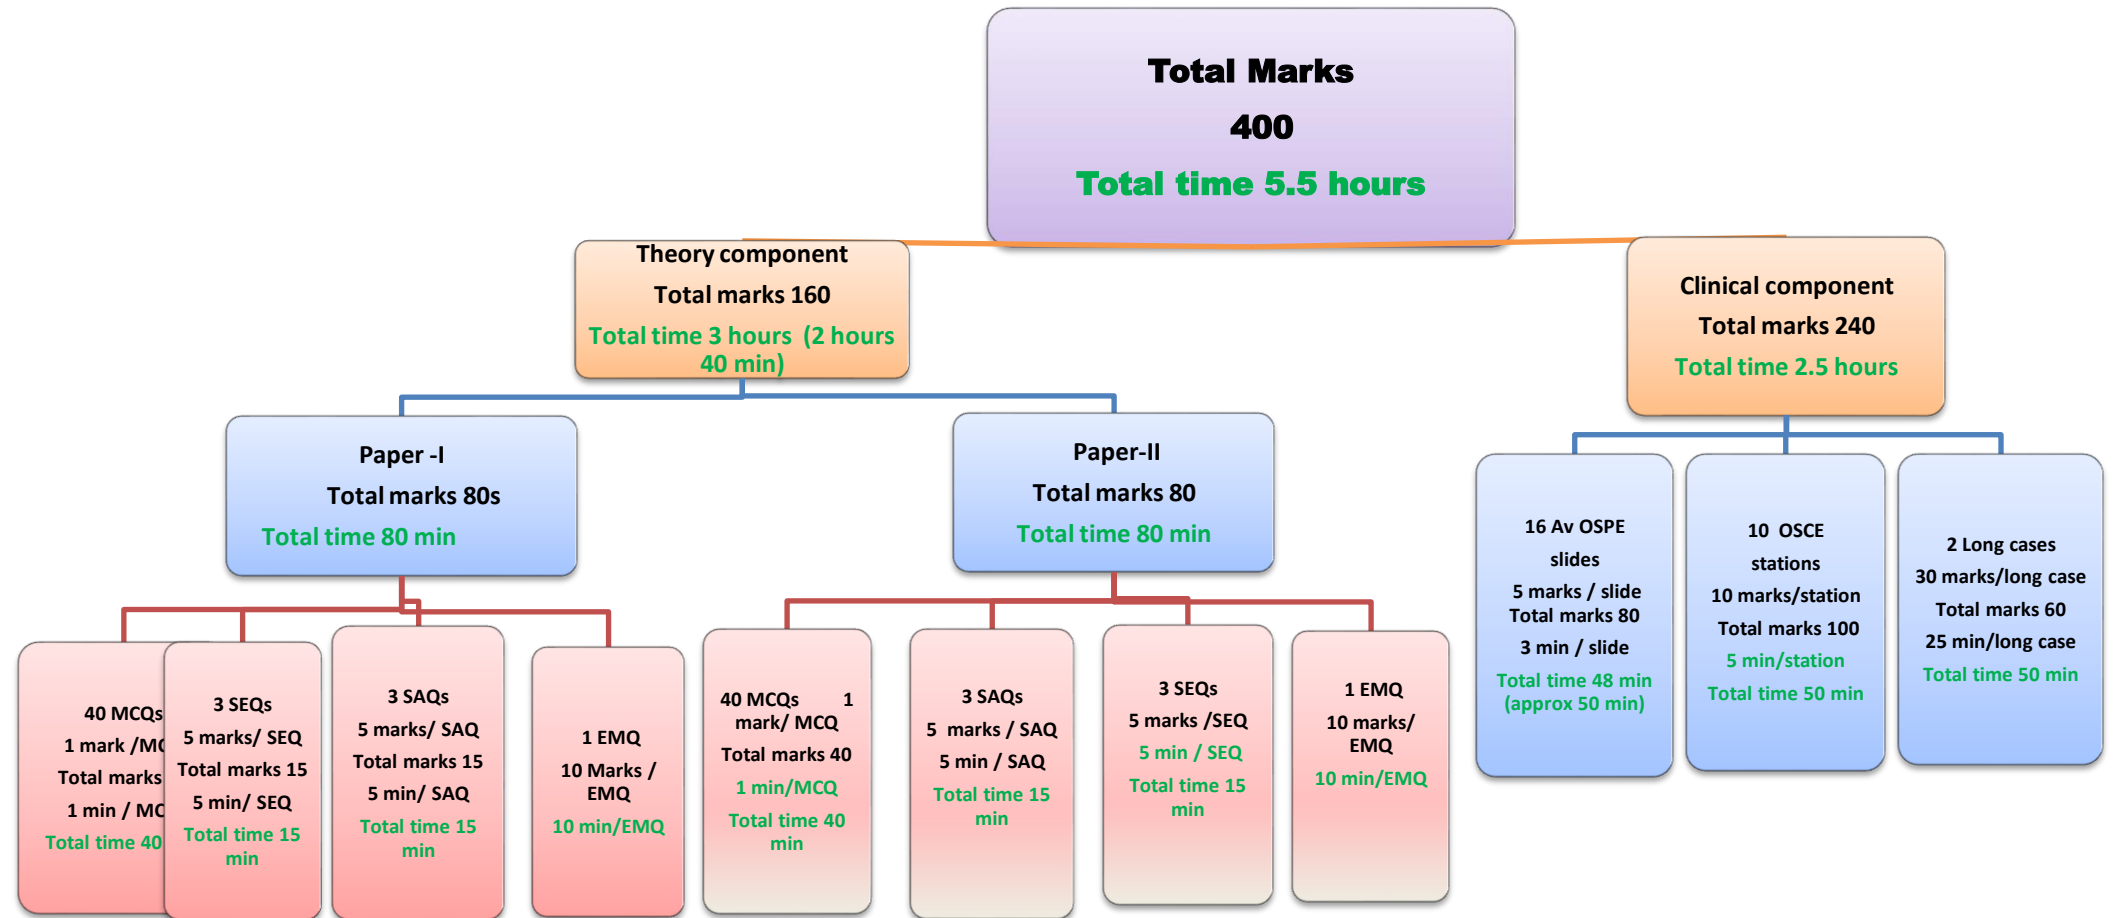 Total Marks
400
Total time 5.5 hours
Theory component
Total marks 160
Total time 3 hours (2 hours
40 min)
Clinical component
Total marks 240
Total time 2.5 hours
Paper -I
Total marks 80s
Total time 80 min
Paper-II
Total marks 80
Total time 80 min
40 MCQs
1 mark /MC
Total marks
1 min / MC
Total time 40
3 SEQs
5 marks/ SEQ
Total marks 15
5 min/ SEQ
Total time 15
min
3 SAQs
5 marks/ SAQ
Total marks 15
5 min/ SAQ
Total time 15
min
1 EMQ
10 Marks /
EMQ
10 min/EMQ
40 MCQs 1
mark/ MCQ
Total marks 40
1 min/MCQ
Total time 40
min
3 SAQs
5 marks / SAQ
5 min / SAQ
Total time 15
min
3 SEQs
5 marks /SEQ
5 min / SEQ
Total time 15
min
1 EMQ
10 marks/
EMQ
10 min/EMQ
16 Av OSPE
slides
5 marks / slide
Total marks 80
3 min / slide
Total time 48 min
(approx 50 min)
10 OSCE
stations
10 marks/station
Total marks 100
5 min/station
Total time 50 min
2 Long cases
30 marks/long case
Total marks 60
25 min/long case
Total time 50 min